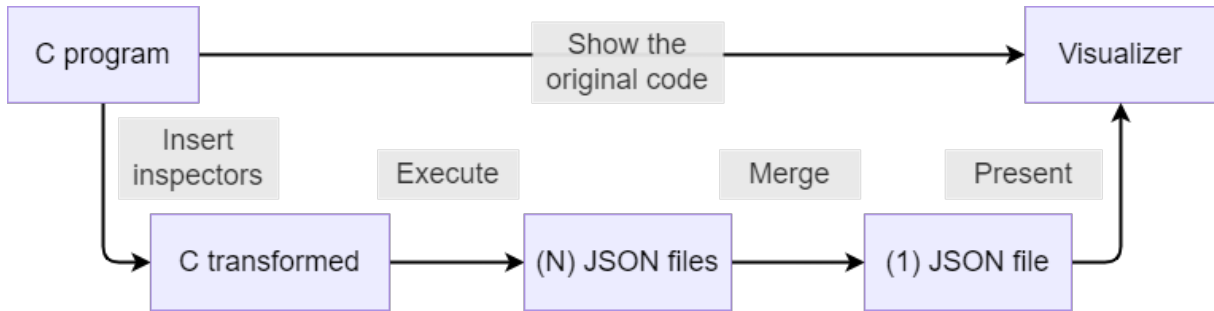 C program
Show the
original code
Visualizer
Insert
inspectors
Execute
Merge
Present
C transformed
(N) JSON files
(1) JSON file